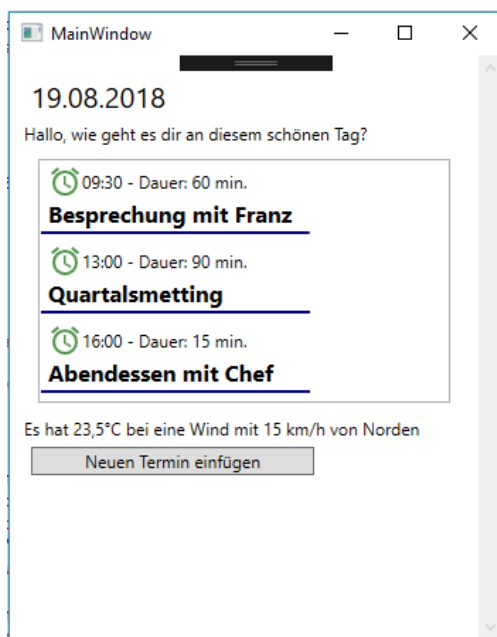 MainWindow
19.08.2018
Hallo, wie geht es dir an diesem schönen Tag?
09:30 - Dauer: 60 min.
Besprechung mit Franz
13:00 - Dauer: 90 min.
Quartalsmetting
16:00 - Dauer: 15 min.
Abendessen mit Chef
Es hat 23,5°C bei eine Wind mit 15 km/h von Norden
Neuen Termin einfügen